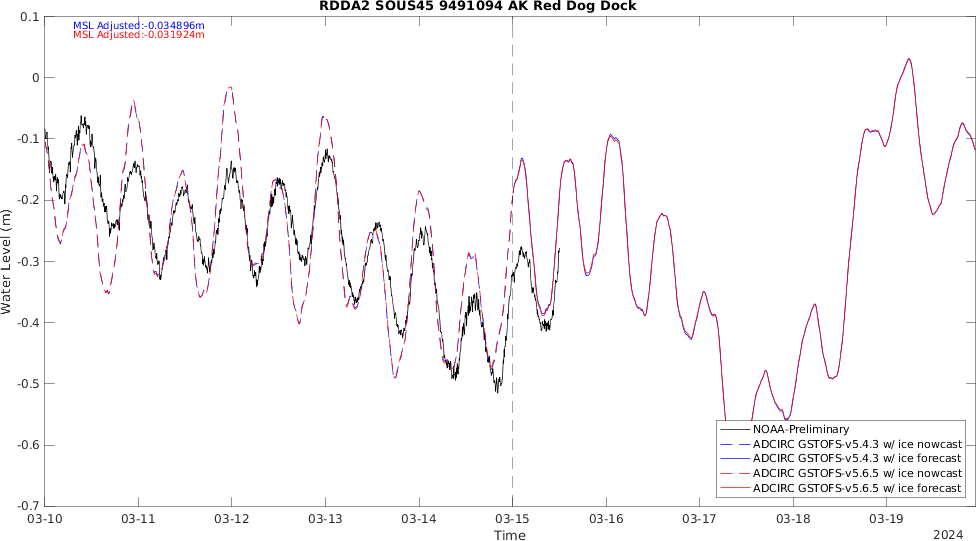 RDDA2 SOUS45 9491094 AK Red Dog Dock
MSL Adjusted:-0.034896m
MSL Adjusted:-0.031924m
0.1
0
-0.1
-0.2
-0.3
-0.4
-0.5
-0.6
-0.7
Water Level (m)
NOAA-Preliminary
ADCIRC GSTOFS-v5.4.3 w/ ice nowcast
ADCIRC GSTOFS-v5.4.3 w/ ice forecast
ADCIRC GSTOFS-v5.6.5 w/ ice nowcast
ADCIRC GSTOFS-v5.6.5 w/ ice forecast
03-10 03-11 03-12 03-13 03-14 03-15 03-16 03-17 03-18 03-19
Time
2024